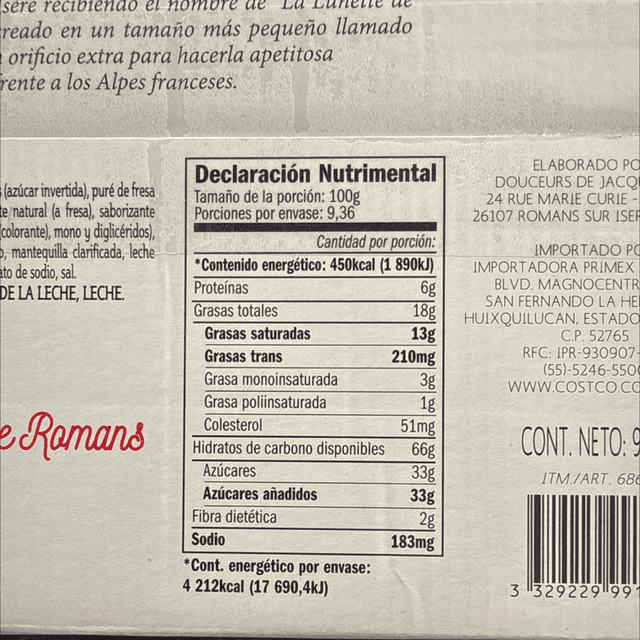 recibiendo el nombre de "La Lunette de
creado en un tamaño más pequeño llamado
orificio extra para hacerla apetitosa
frente a los Alpes franceses.
(azúcar invertida), puré de fresa
natural (a fresa), saborizante
(colorante), mono y diglicéridos),
mantequilla clarificada, leche
de sodio, sal.
DE LA LECHE, LECHE.
Romans
Declaración Nutrimental
Tamaño de la porción: 100g
Porciones por envase: 9,36
Cantidad por porción:
*Contenido energético: 450kcal (1 890kJ)
Proteínas 6g
Grasas totales 18g
Grasas saturadas 13g
Grasas trans 210mg
Grasa monoinsaturada 3g
Grasa poliinsaturada 1g
Colesterol 51mg
Hidratos de carbono disponibles 66g
Azúcares 33g
Azúcares añadidos 33g
Fibra dietética 2g
Sodio 183mg
*Cont. energético por envase:
4 212kcal (17 690,4kJ)
ELABORADO PO
DOUCEURS DE JACQ
24 RUE MARIE CURIE -
26107 ROMANS SUR ISER
IMPORTADO PO
IMPORTADORA PRIMEX
BLVD. MAGNOCENTR
SAN FERNANDO LA HE
HUIXQUILUCAN, ESTADO
C.P. 52765
RFC: IPR-930907-
(55)-5246-550
WWW.COSTCO.CO
CONT. NETO: 9
ITM./ART. 686
3 329229 991